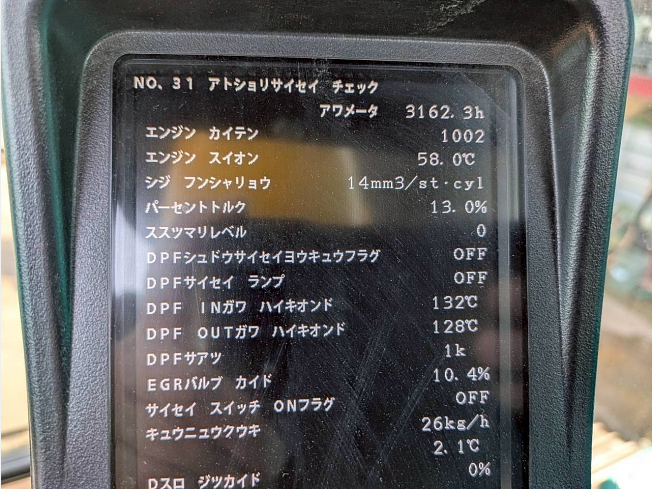 NO、31 アトショリサイセイ チェック
アワメータ 3162.3h
エンジン カイテン 1002
エンジン スイオン 58.0℃
シジ フンシャリョウ 14mm3/st・cyl
パーセントトルク 13.0%
ススツマリレベル 0
DPFシュドウサイセイヨウキュウフラグ OFF
DPFサイセイ ランプ OFF
DPF INガワ ハイキオンド 132℃
DPF OUTガワ ハイキオンド 128℃
DPFサアツ 1k
EGRバルブ カイド 10.4%
サイセイ スイッチ ONフラグ OFF
キュウニュウクウキ 26kg/h
2.1℃
Dスロ ジツカイド 0%